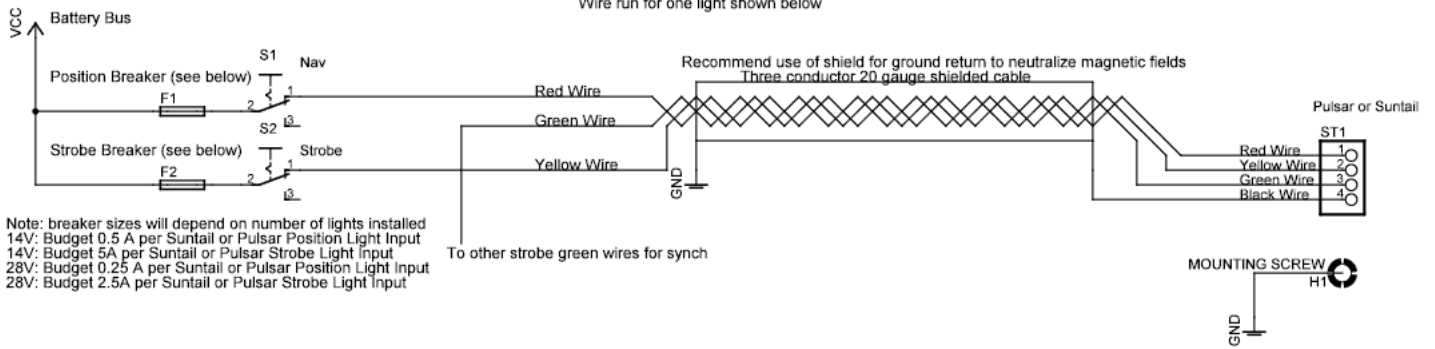 Wire run for one light shown below
VCC
Battery Bus
S1
Nav
Position Breaker (see below)
F1
2
1
3
S2
Strobe
Strobe Breaker (see below)
F2
2
1
3
Red Wire
Green Wire
Yellow Wire
Recommend use of shield for ground return to neutralize magnetic fields
Three conductor 20 gauge shielded cable
GND
Pulsar or Suntail
ST1
Red Wire 1
Yellow Wire 2
Green Wire 3
Black Wire 4
Note: breaker sizes will depend on number of lights installed
14V: Budget 0.5 A per Suntail or Pulsar Position Light Input
14V: Budget 5A per Suntail or Pulsar Strobe Light Input
28V: Budget 0.25 A per Suntail or Pulsar Position Light Input
28V: Budget 2.5A per Suntail or Pulsar Strobe Light Input
To other strobe green wires for synch
MOUNTING SCREW
H1
GND